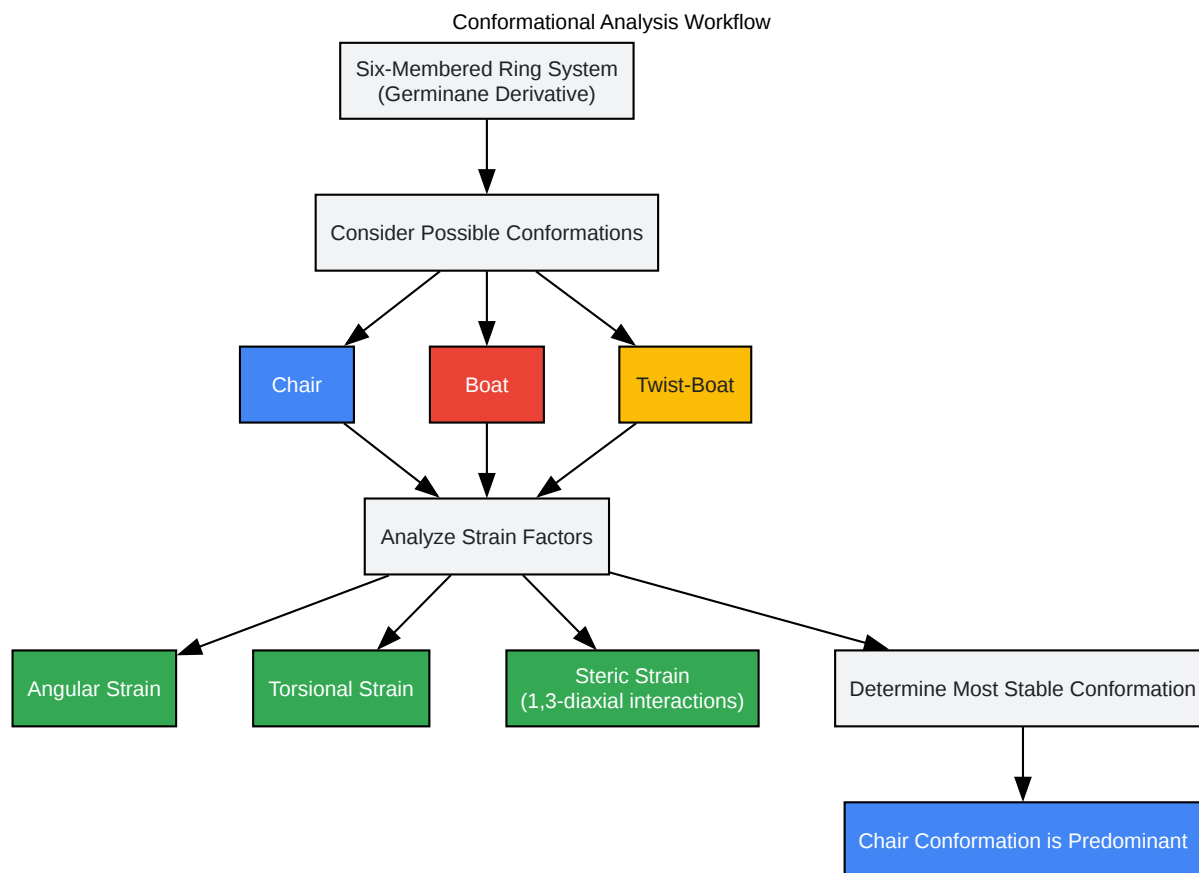 Conformational Analysis Workflow
Six-Membered Ring System
(Germinane Derivative)
Consider Possible Conformations
Chair
Boat
Twist-Boat
Analyze Strain Factors
Angular Strain
Torsional Strain
Steric Strain
(1,3-diaxial interactions)
Determine Most Stable Conformation
Chair Conformation is Predominant